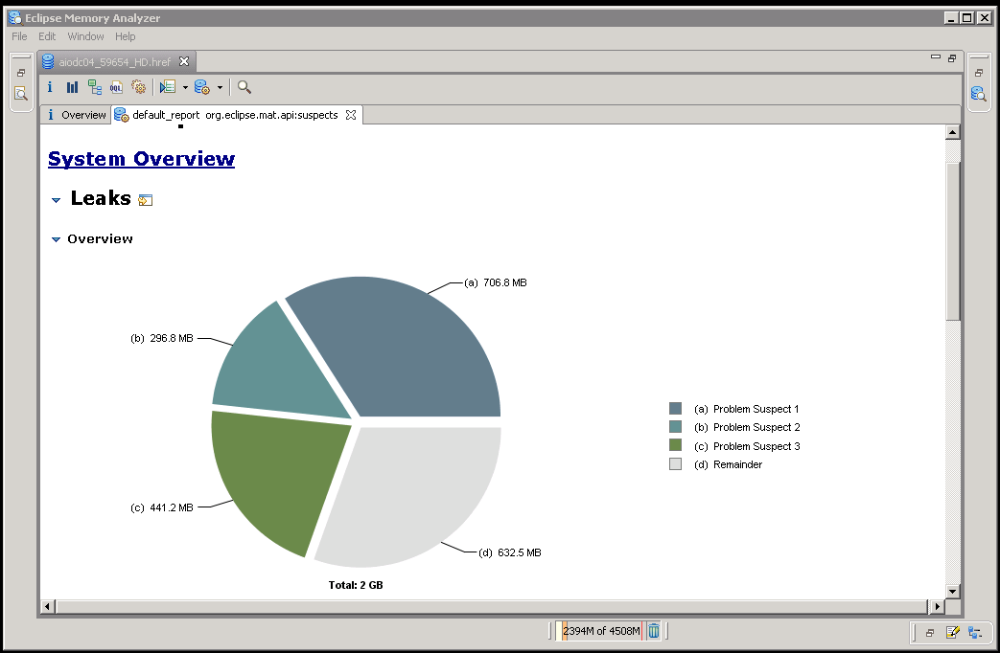 Eclipse Memory Analyzer
File Edit Window Help
aiodc04_59654_HD.href
i OQL
i Overview default_report org.eclipse.mat.api:suspects
System Overview
Leaks
Overview
(a) 706.8 MB
(b) 296.8 MB
(a) Problem Suspect 1
(b) Problem Suspect 2
(c) Problem Suspect 3
(d) Remainder
(c) 441.2 MB
(d) 632.5 MB
Total: 2 GB
2394M of 4508M